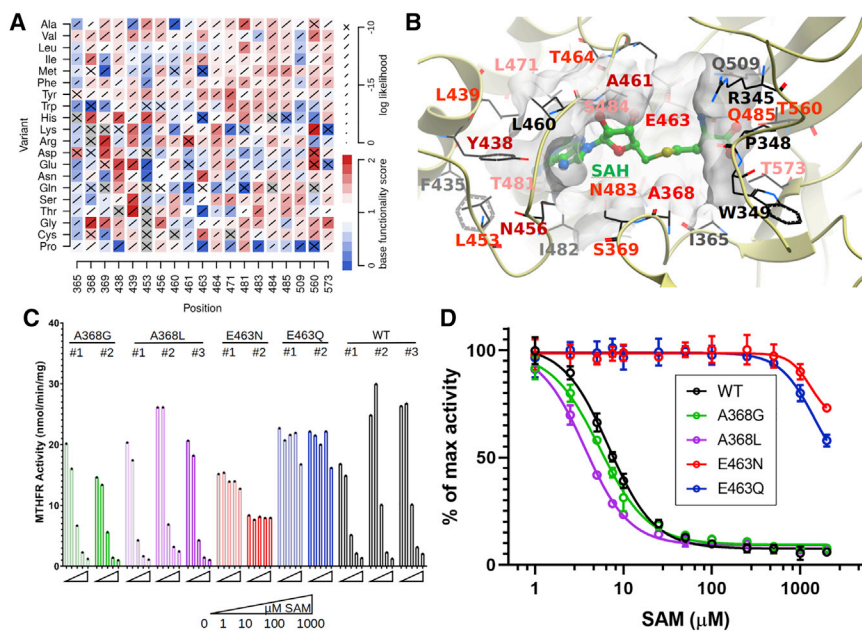 A
Ala
Val
Leu
Ile
Met
Phe
Tyr
Trp
His
Lys
Arg
Asp
Glu
Asn
Gln
Ser
Thr
Gly
Cys
Pro
Variant
365
368
369
438
439
453
456
460
461
463
464
471
481
483
484
485
509
560
573
Position
-10
-15
0
log likelihood
2
1
0
base functionality score
B
T464
L471
A461
Q509
R345
L439
S484
E463
Q485
T560
L460
Y438
P348
SAH
T573
F435
T481
N483
A368
W349
L453
N456
I482
S369
I365
C
A368G
A368L
E463N
E463Q
WT
#1 #2
#1 #2 #3
#1 #2
#1 #2
#1 #2 #3
MTHFR Activity (nmol/min/mg)
40
30
20
10
0
µM SAM
0 1 10 100 1000
D
% of max activity
100
50
0
WT
A368G
A368L
E463N
E463Q
1 10 100 1000
SAM (µM)